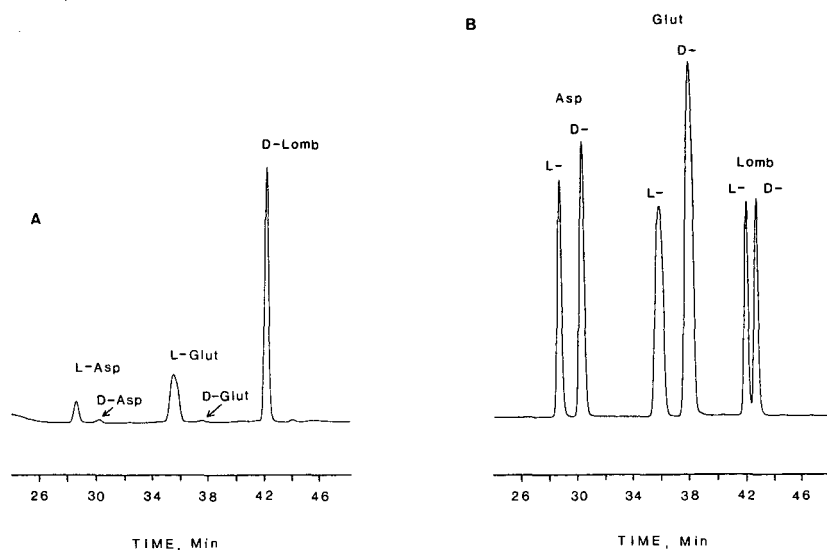 A
L-Asp
D-Asp
L-Glut
D-Glut
D-Lomb
26 30 34 38 42 46
TIME, Min
B
Asp
L-
D-
Glut
L-
D-
Lomb
L- D-
26 30 34 38 42 46
TIME, Min